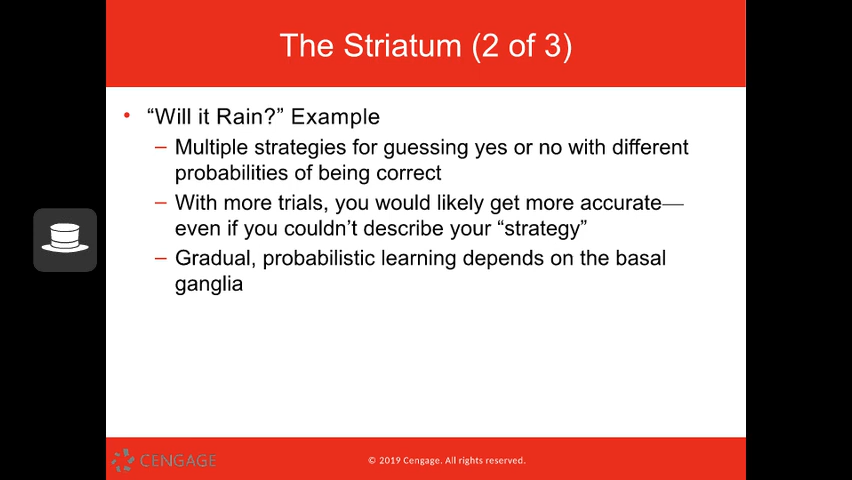 The Striatum (2 of 3)
• “Will it Rain?” Example
– Multiple strategies for guessing yes or no with different
probabilities of being correct
– With more trials, you would likely get more accurate—
even if you couldn’t describe your “strategy”
– Gradual, probabilistic learning depends on the basal
ganglia
CENGAGE
© 2019 Cengage. All rights reserved.